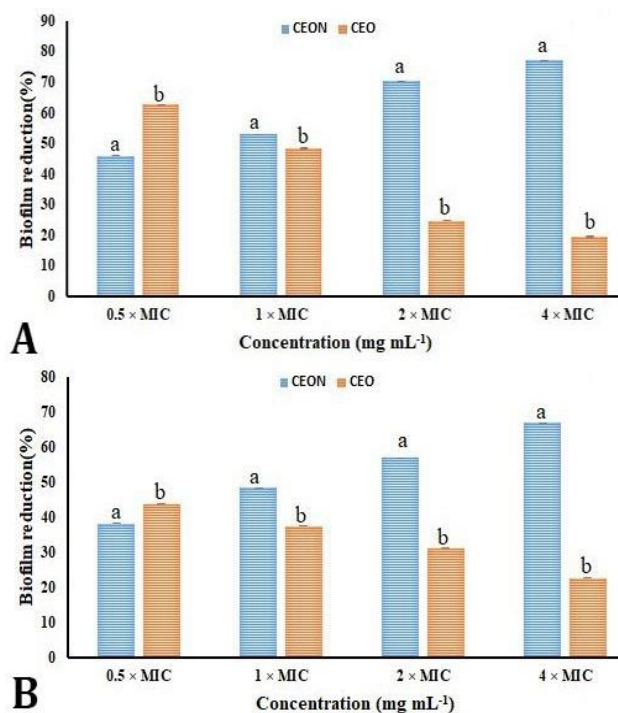 90
80
70
60
50
40
30
20
10
0
Biofilm reduction(%)
CEON CEO
a b a b a b a b
0.5 × MIC 1 × MIC 2 × MIC 4 × MIC
Concentration (mg mL⁻¹)
A
80
70
60
50
40
30
20
10
0
Biofilm reduction(%)
CEON CEO
a b a b a b a b
0.5 × MIC 1 × MIC 2 × MIC 4 × MIC
Concentration (mg mL⁻¹)
B